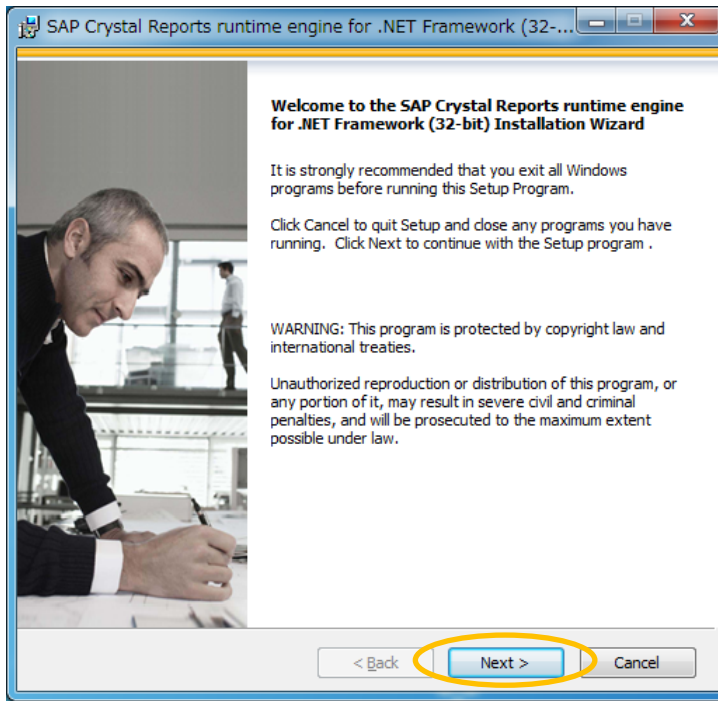 SAP Crystal Reports runtime engine for .NET Framework (32-...
Welcome to the SAP Crystal Reports runtime engine
for .NET Framework (32-bit) Installation Wizard
It is strongly recommended that you exit all Windows
programs before running this Setup Program.
Click Cancel to quit Setup and close any programs you have
running.  Click Next to continue with the Setup program .
WARNING: This program is protected by copyright law and
international treaties.
Unauthorized reproduction or distribution of this program, or
any portion of it, may result in severe civil and criminal
penalties, and will be prosecuted to the maximum extent
possible under law.
< Back Next > Cancel